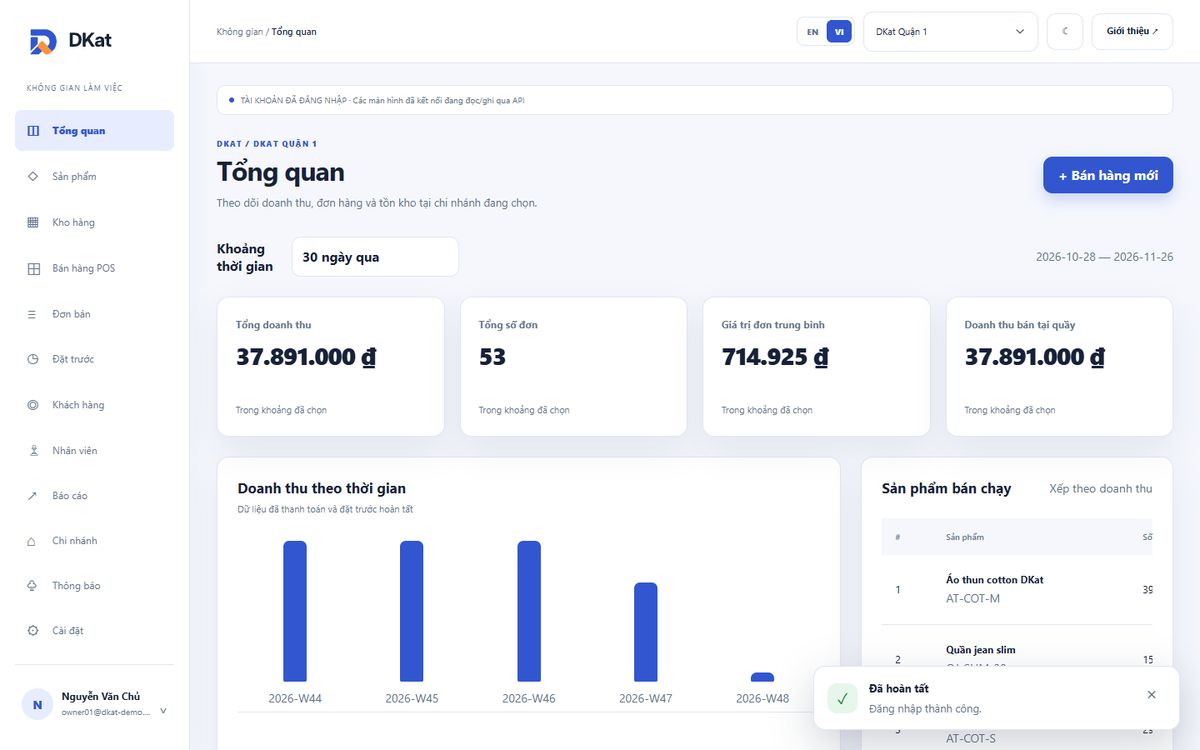 DKat
KHÔNG GIAN LÀM VIỆC
Tổng quan
Sản phẩm
Kho hàng
Bán hàng POS
Đơn bán
Đặt trước
Khách hàng
Nhân viên
Báo cáo
Chi nhánh
Thông báo
Cài đặt
N
Nguyễn Văn Chủ
owner01@dkat-demo....
Không gian / Tổng quan
EN VI
DKat Quận 1
Giới thiệu ↗
TÀI KHOẢN ĐÃ ĐĂNG NHẬP · Các màn hình đã kết nối đang đọc/ghi qua API
DKAT / DKAT QUẬN 1
Tổng quan
Theo dõi doanh thu, đơn hàng và tồn kho tại chi nhánh đang chọn.
+ Bán hàng mới
Khoảng
thời gian
30 ngày qua
2026-10-28 — 2026-11-26
Tổng doanh thu
37.891.000 ₫
Trong khoảng đã chọn
Tổng số đơn
53
Trong khoảng đã chọn
Giá trị đơn trung bình
714.925 ₫
Trong khoảng đã chọn
Doanh thu bán tại quầy
37.891.000 ₫
Trong khoảng đã chọn
Doanh thu theo thời gian
Dữ liệu đã thanh toán và đặt trước hoàn tất
2026-W44 2026-W45 2026-W46 2026-W47 2026-W48
Sản phẩm bán chạy Xếp theo doanh thu
# Sản phẩm Số
1 Áo thun cotton DKat 39
AT-COT-M
2 Quần jean slim 15
AT-COT-S
Đã hoàn tất
Đăng nhập thành công.